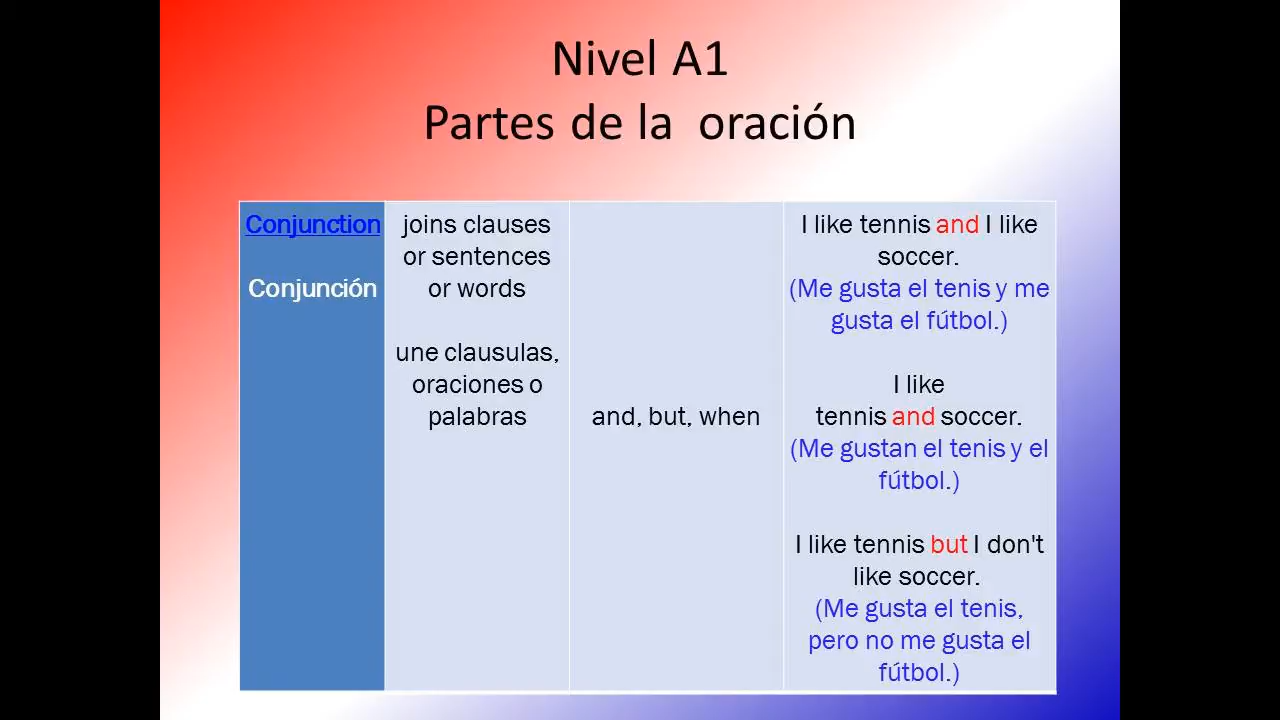 Nivel A1
Partes de la oración
Conjunction
Conjunción
joins clauses
or sentences
or words
une clausulas,
oraciones o
palabras
and, but, when
I like tennis and I like
soccer.
(Me gusta el tenis y me
gusta el fútbol.)
I like
tennis and soccer.
(Me gustan el tenis y el
fútbol.)
I like tennis but I don't
like soccer.
(Me gusta el tenis,
pero no me gusta el
fútbol.)